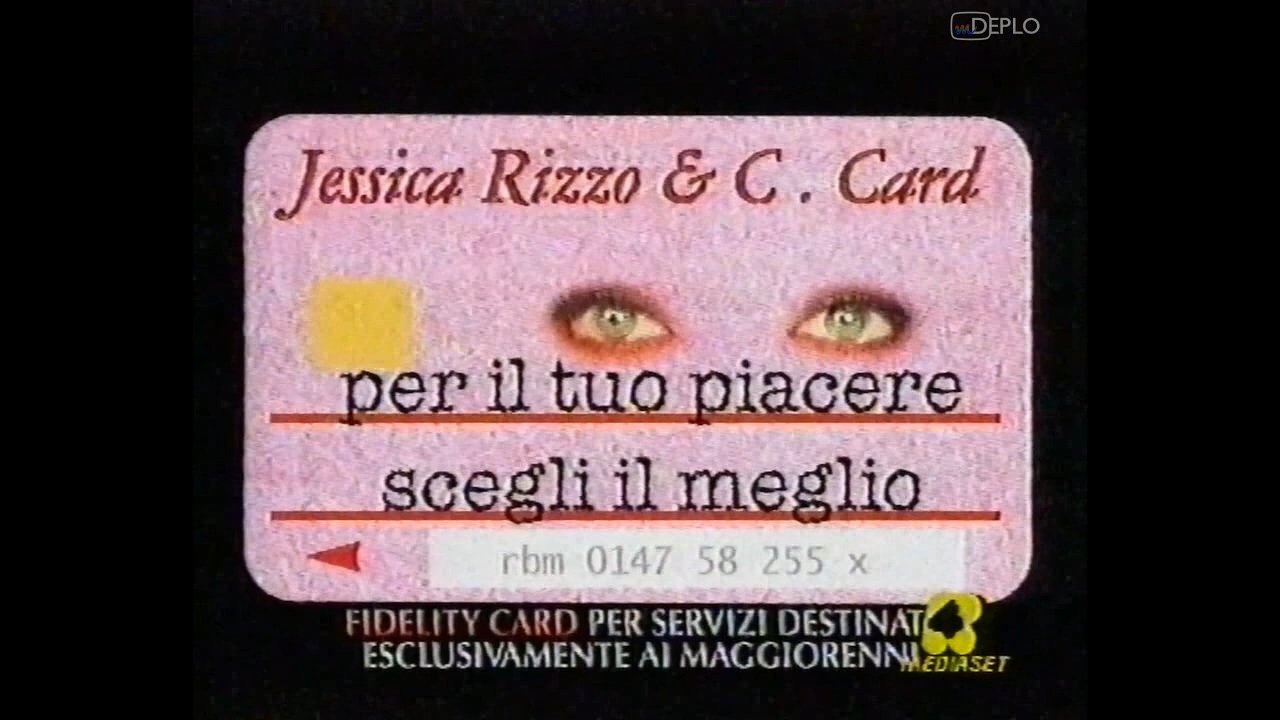 DEPLO
Jessica Rizzo & C . Card
per il tuo piacere
scegli il meglio
rbm 0147 58 255 x
FIDELITY CARD PER SERVIZI DESTINAT
4
ESCLUSIVAMENTE AI MAGGIORENNI
MEDIASET